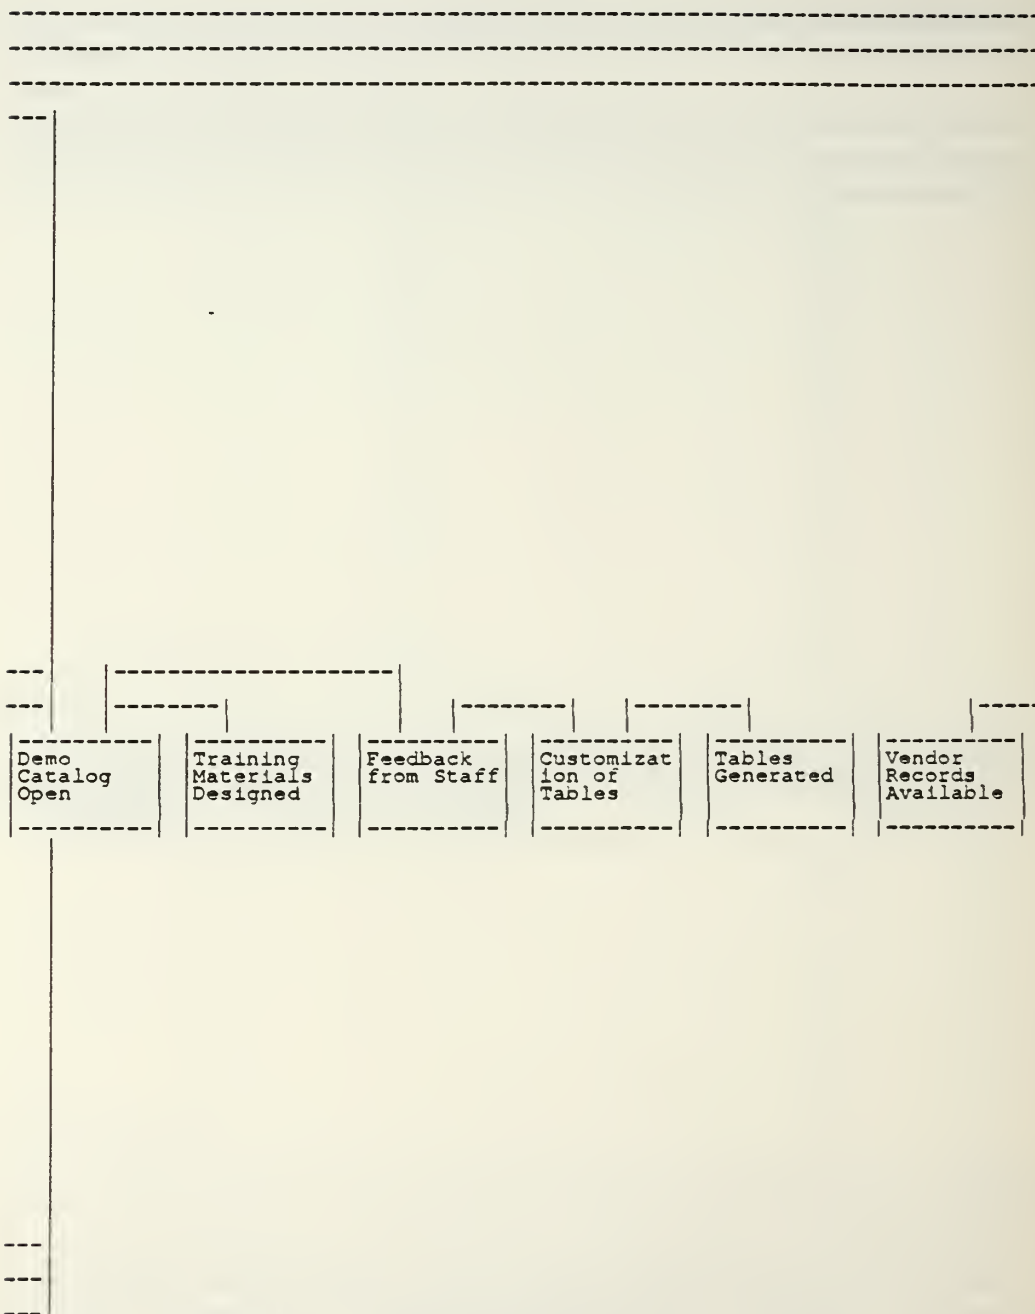 Demo
Catalog
Open
Training
Materials
Designed
Feedback
from Staff
Customizat
ion of
Tables
Tables
Generated
Vendor
Records
Available